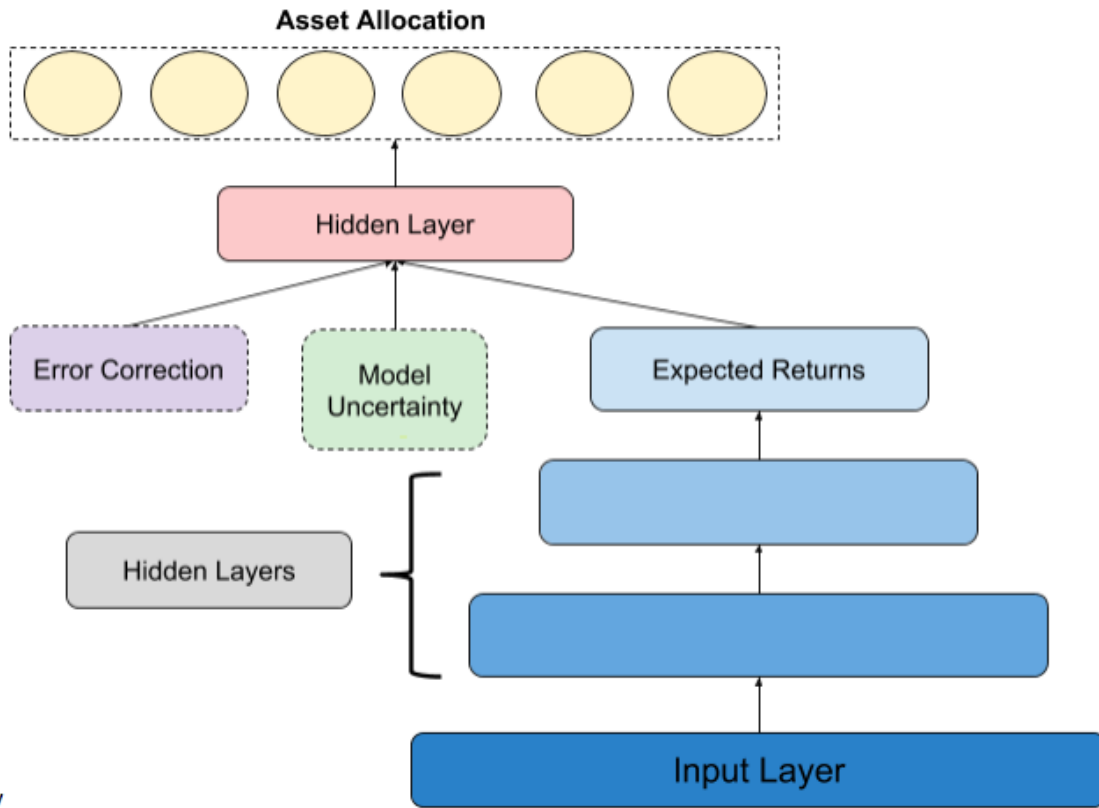 Asset Allocation
Hidden Layer
Error Correction
Model
Uncertainty
Expected Returns
Hidden Layers
Input Layer